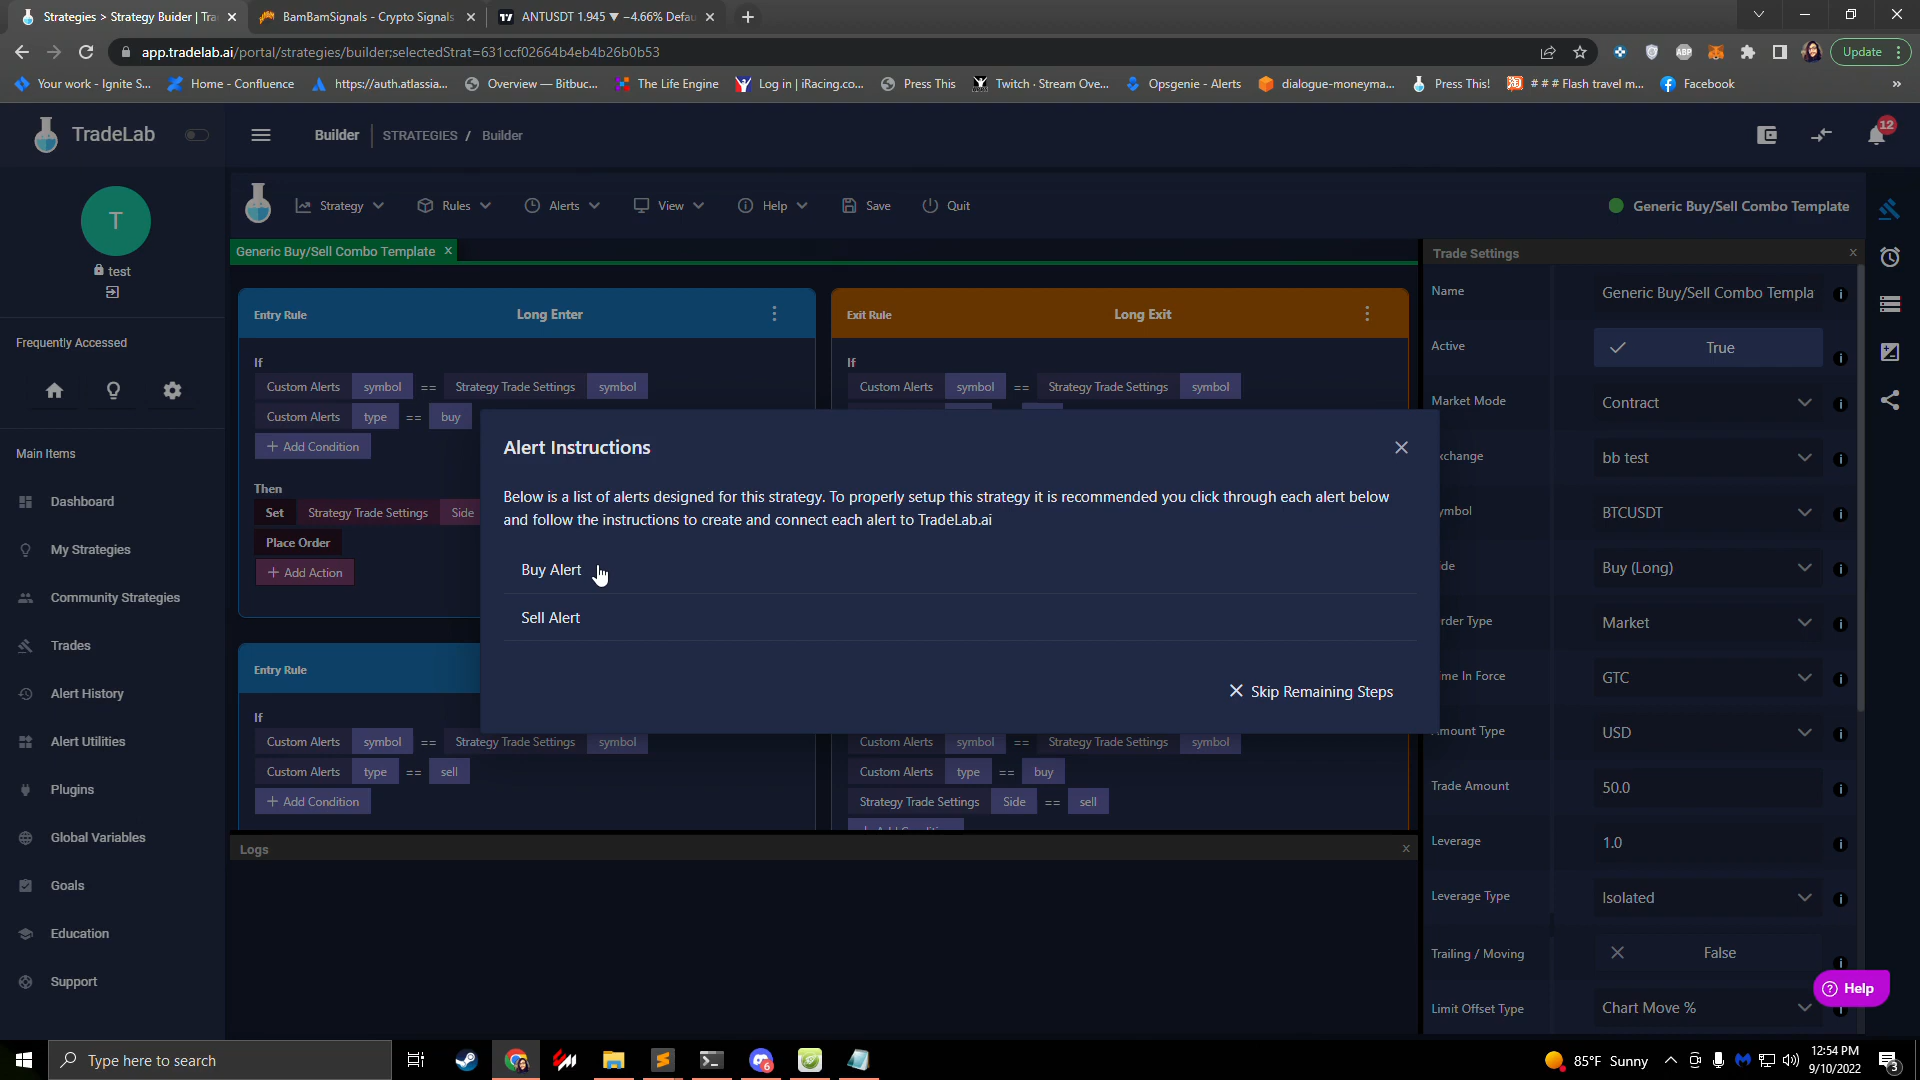 Strategies > Strategy Buider | Tra
BamBamSignals - Crypto Signals
ANTUSDT 1.945 ▼ −4.66% Defau
app.tradelab.ai/portal/strategies/builder;selectedStrat=631ccf02664b4eb4b26b0b53
ABP
Update
Your work - Ignite S...
Home - Confluence
https://auth.atlassia...
Overview — Bitbuc...
The Life Engine
Log in | iRacing.co...
Press This
Twitch - Stream Ove...
Opsgenie - Alerts
dialogue-moneyma...
Press This!
# # # Flash travel m...
Facebook
»
TradeLab
Builder
STRATEGIES / Builder
12
T
test
Frequently Accessed
Main Items
Dashboard
My Strategies
Community Strategies
Trades
Alert History
Alert Utilities
Plugins
Global Variables
Goals
Education
Support
Strategy
Rules
Alerts
View
Help
Save
Quit
Generic Buy/Sell Combo Template
Generic Buy/Sell Combo Template x
Entry Rule Long Enter
If
Custom Alerts symbol == Strategy Trade Settings symbol
Custom Alerts type == buy
+ Add Condition
Then
Set Strategy Trade Settings Side
Place Order
+ Add Action
Exit Rule Long Exit
If
Custom Alerts symbol == Strategy Trade Settings symbol
Alert Instructions
Below is a list of alerts designed for this strategy. To properly setup this strategy it is recommended you click through each alert below
and follow the instructions to create and connect each alert to TradeLab.ai
Buy Alert
Sell Alert
Skip Remaining Steps
Entry Rule
If
Custom Alerts symbol == Strategy Trade Settings symbol
Custom Alerts type == sell
+ Add Condition
Custom Alerts symbol == Strategy Trade Settings symbol
Custom Alerts type == buy
Strategy Trade Settings Side == sell
Logs x
Trade Settings x
Name Generic Buy/Sell Combo Templa
Active True
Market Mode Contract
xchange bb test
ymbol BTCUSDT
de Buy (Long)
rder Type Market
me In Force GTC
mount Type USD
Trade Amount 50.0
Leverage 1.0
Leverage Type Isolated
Trailing / Moving False
Limit Offset Type Chart Move %
Help
Type here to search
6
85°F Sunny
12:54 PM
9/10/2022
3